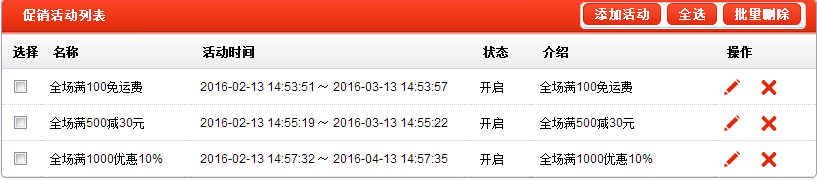 促销活动列表 添加活动 全选 批量删除
选择 名称 活动时间 状态 介绍 操作
全场满100免运费 2016-02-13 14:53:51～ 2016-03-13 14:53:57 开启 全场满100免运费
全场满500减30元 2016-02-13 14:55:19～ 2016-03-13 14:55:22 开启 全场满500减30元
全场满1000优惠10% 2016-02-13 14:57:32～ 2016-04-13 14:57:35 开启 全场满1000优惠10%